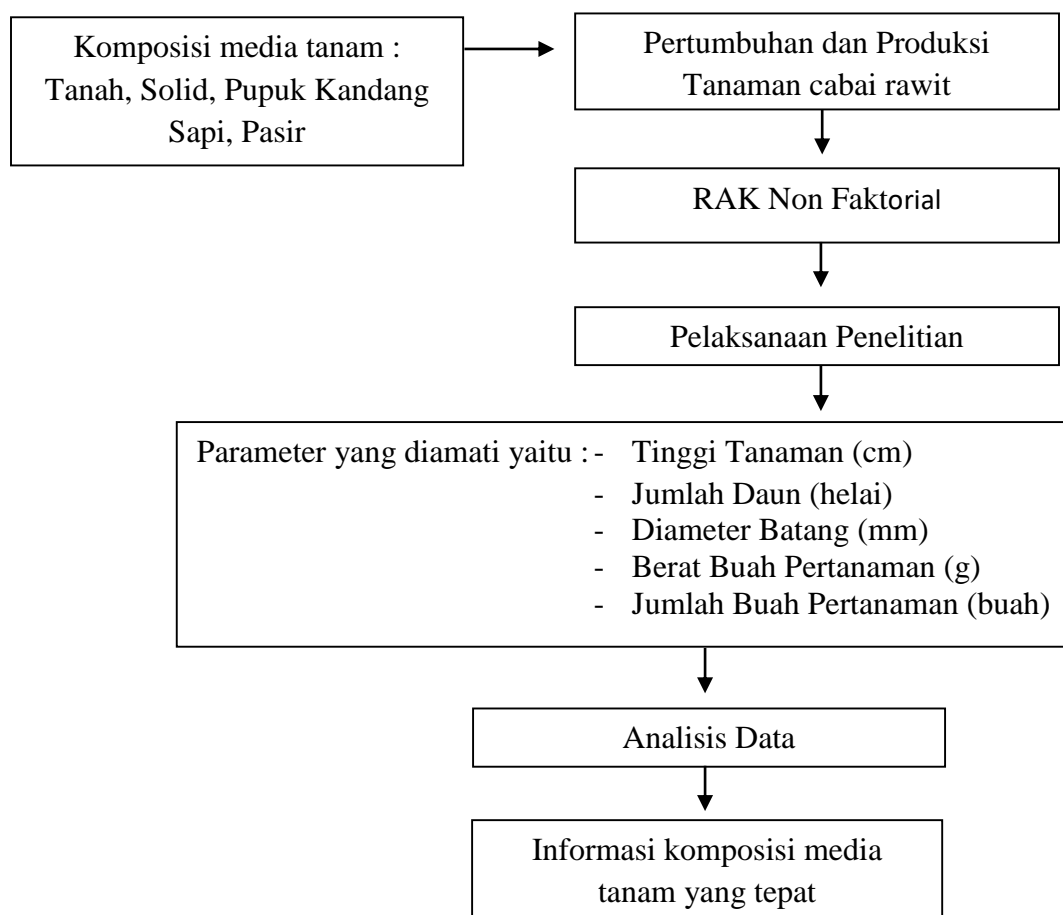 Komposisi media tanam :
Tanah, Solid, Pupuk Kandang
Sapi, Pasir
Pertumbuhan dan Produksi
Tanaman cabai rawit
RAK Non Faktorial
Pelaksanaan Penelitian
Parameter yang diamati yaitu : - Tinggi Tanaman (cm)
- Jumlah Daun (helai)
- Diameter Batang (mm)
- Berat Buah Pertanaman (g)
- Jumlah Buah Pertanaman (buah)
Analisis Data
Informasi komposisi media
tanam yang tepat